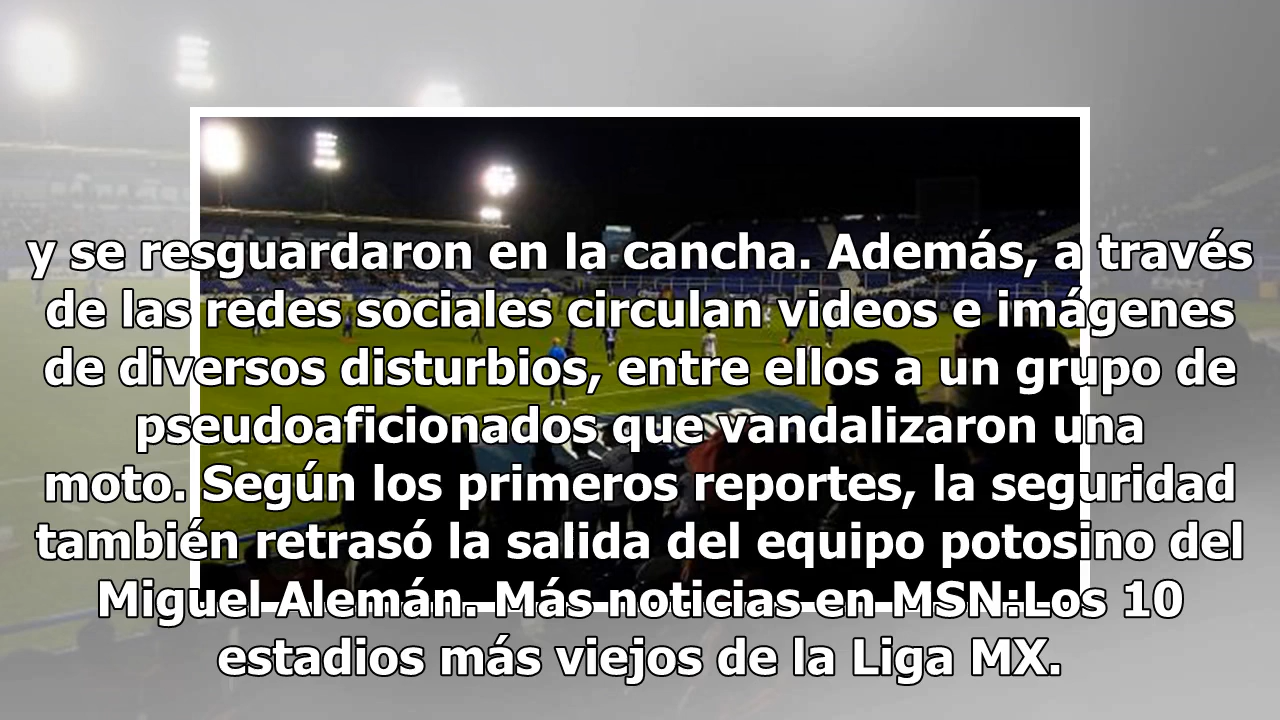 y se resguardaron en la cancha. Además, a través
de las redes sociales circulan videos e imágenes
de diversos disturbios, entre ellos a un grupo de
pseudoaficionados que vandalizaron una
moto. Según los primeros reportes, la seguridad
también retrasó la salida del equipo potosino del
Miguel Alemán. Más noticias en MSN:Los 10
estadios más viejos de la Liga MX.